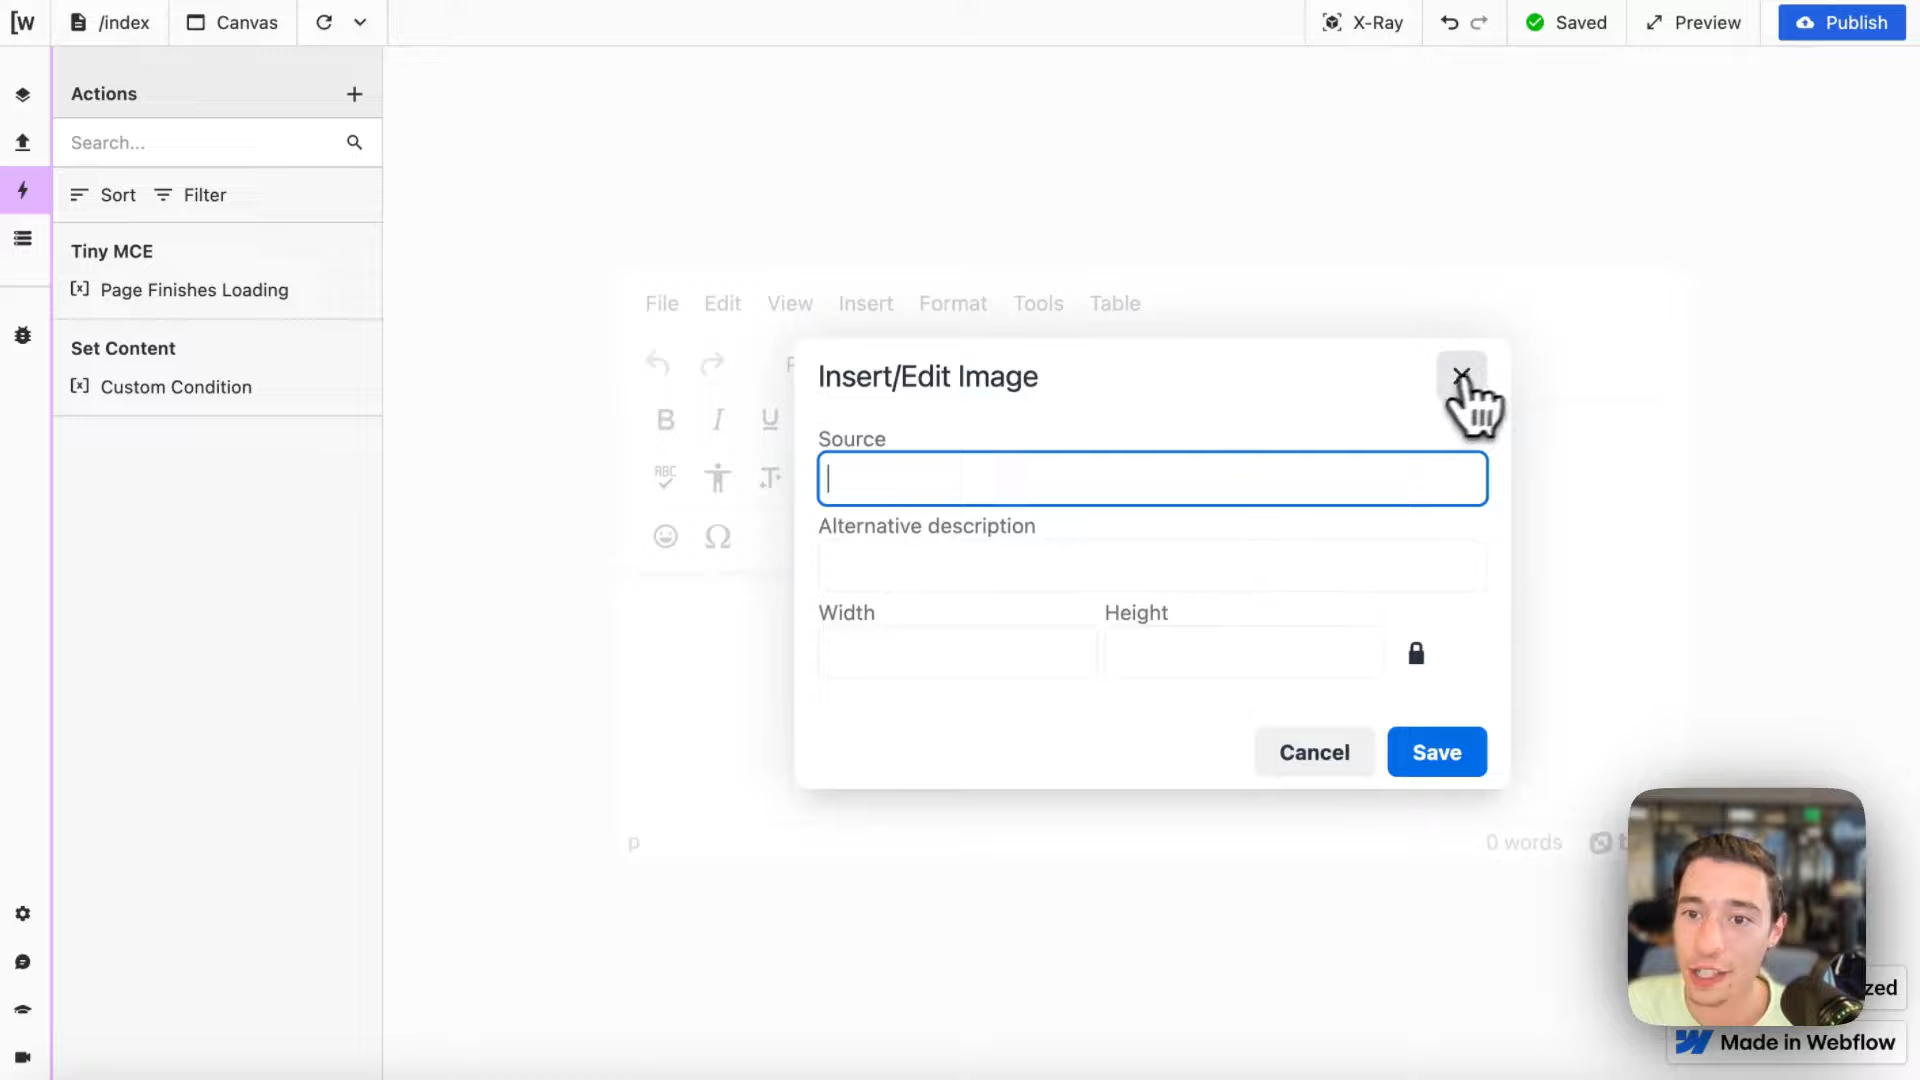 [w /index Canvas X-Ray Saved Preview Publish
Actions
Search...
Sort Filter
Tiny MCE
[x] Page Finishes Loading
Set Content
[x] Custom Condition
File Edit View Insert Format Tools Table
B I U
ABC
Insert/Edit Image
Source
Alternative description
Width Height
Cancel Save
p 0 words
Made in Webflow